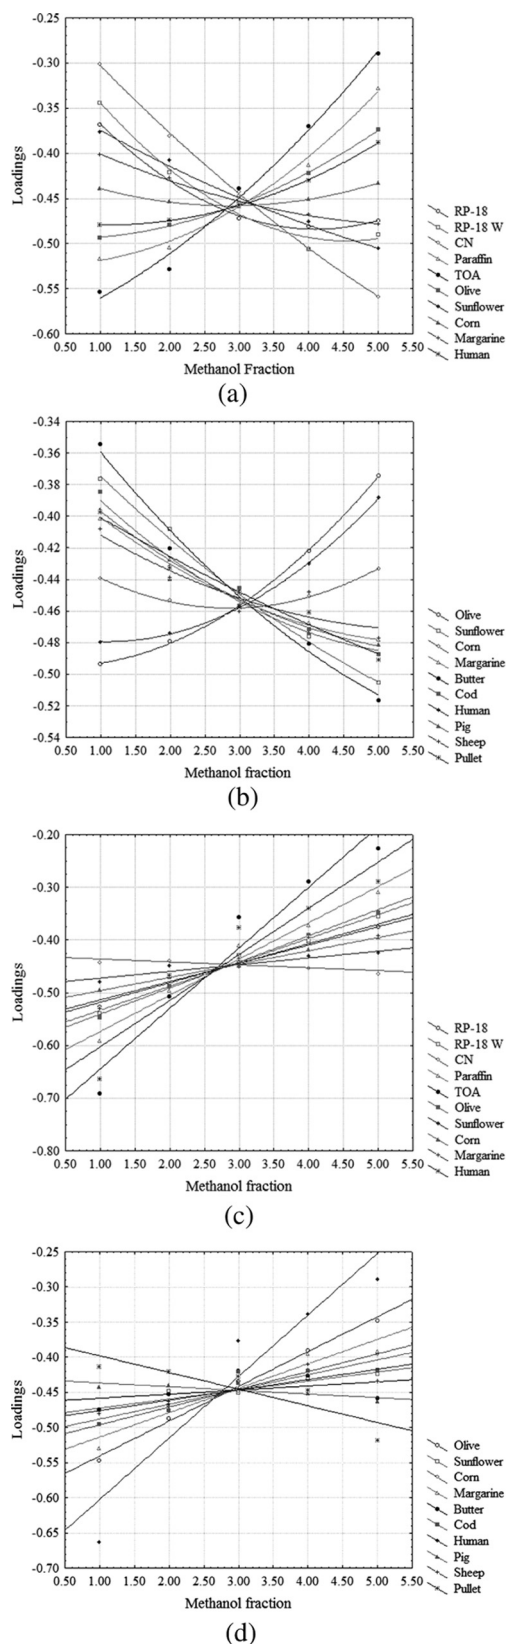 -0.25
-0.30
-0.35
-0.40
-0.45
-0.50
-0.55
-0.60
Loadings
0.50 1.00 1.50 2.00 2.50 3.00 3.50 4.00 4.50 5.00 5.50
Methanol Fraction
RP-18
RP-18 W
CN
Paraffin
TOA
Olive
Sunflower
Corn
Margarine
Human
(a)
-0.34
-0.36
-0.38
-0.40
-0.42
-0.44
-0.46
-0.48
-0.50
-0.52
-0.54
Loadings
0.50 1.00 1.50 2.00 2.50 3.00 3.50 4.00 4.50 5.00 5.50
Methanol fraction
Olive
Sunflower
Corn
Margarine
Butter
Cod
Human
Pig
Sheep
Pullet
(b)
-0.20
-0.30
-0.40
-0.50
-0.60
-0.70
-0.80
Loadings
0.50 1.00 1.50 2.00 2.50 3.00 3.50 4.00 4.50 5.00 5.50
Methanol fraction
RP-18
RP-18 W
CN
Paraffin
TOA
Olive
Sunflower
Corn
Margarine
Human
(c)
-0.25
-0.30
-0.35
-0.40
-0.45
-0.50
-0.55
-0.60
-0.65
-0.70
Loadings
0.50 1.00 1.50 2.00 2.50 3.00 3.50 4.00 4.50 5.00 5.50
Methanol fraction
Olive
Sunflower
Corn
Margarine
Butter
Cod
Human
Pig
Sheep
Pullet
(d)